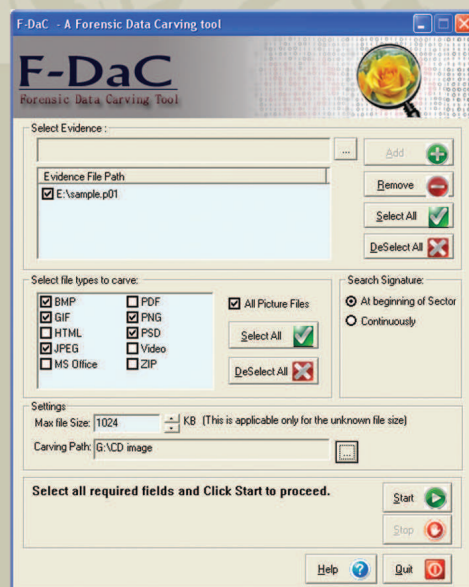 F-DaC - A Forensic Data Carving tool
F-DaC
Forensic Data Carving Tool
Select Evidence :
...
Add
Evidence File Path
E:\sample.p01
Remove
Select All
DeSelect All
Select file types to carve:
Search Signature:
BMP PDF
GIF PNG
HTML PSD
JPEG Video
MS Office ZIP
All Picture Files
Select All
DeSelect All
At beginning of Sector
Continuously
Settings
Max file Size: 1024 KB (This is applicable only for the unknown file size)
Carving Path: G:\CD image ...
Select all required fields and Click Start to proceed.
Start
Stop
Help Quit